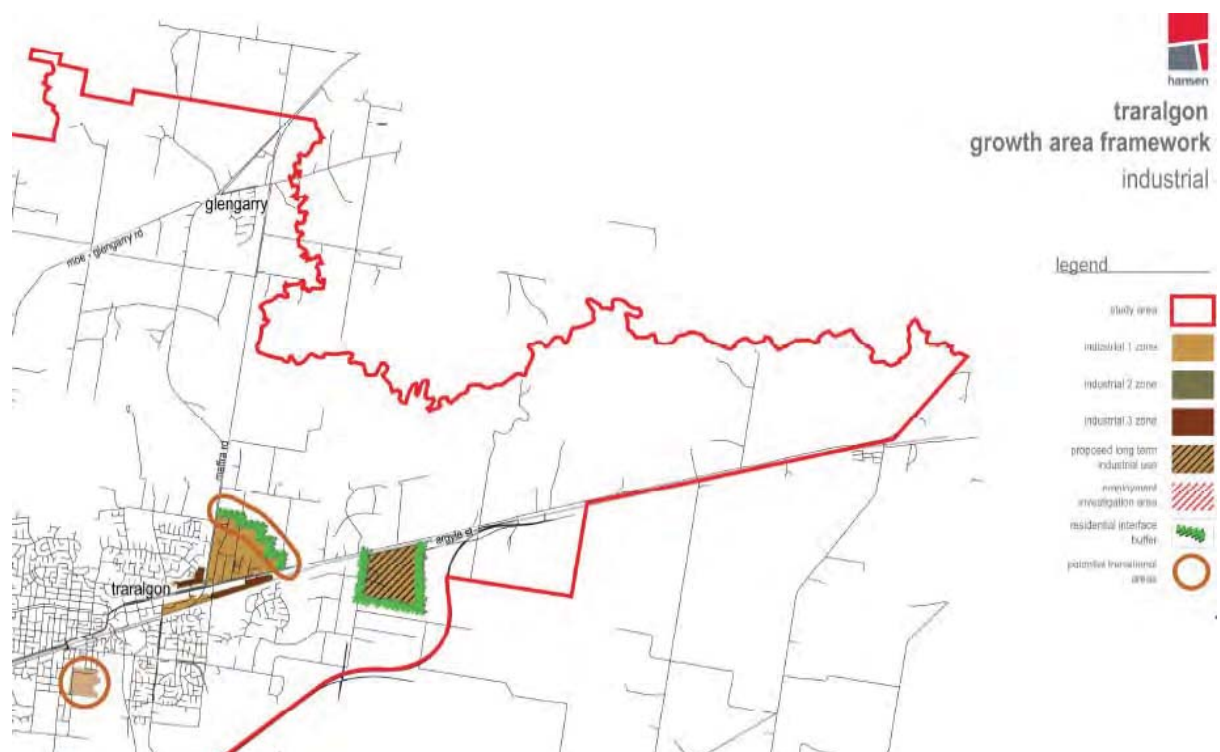 hansen
traralgon
growth area framework
industrial
glengarry
moe - glengarry rd
legend
study area
industrial 1 zone
industrial 2 zone
industrial 3 zone
proposed long term
industrial use
employment
investigation area
residential interface
buffer
potential transitional
areas
maffra rd
argyle st
traralgon